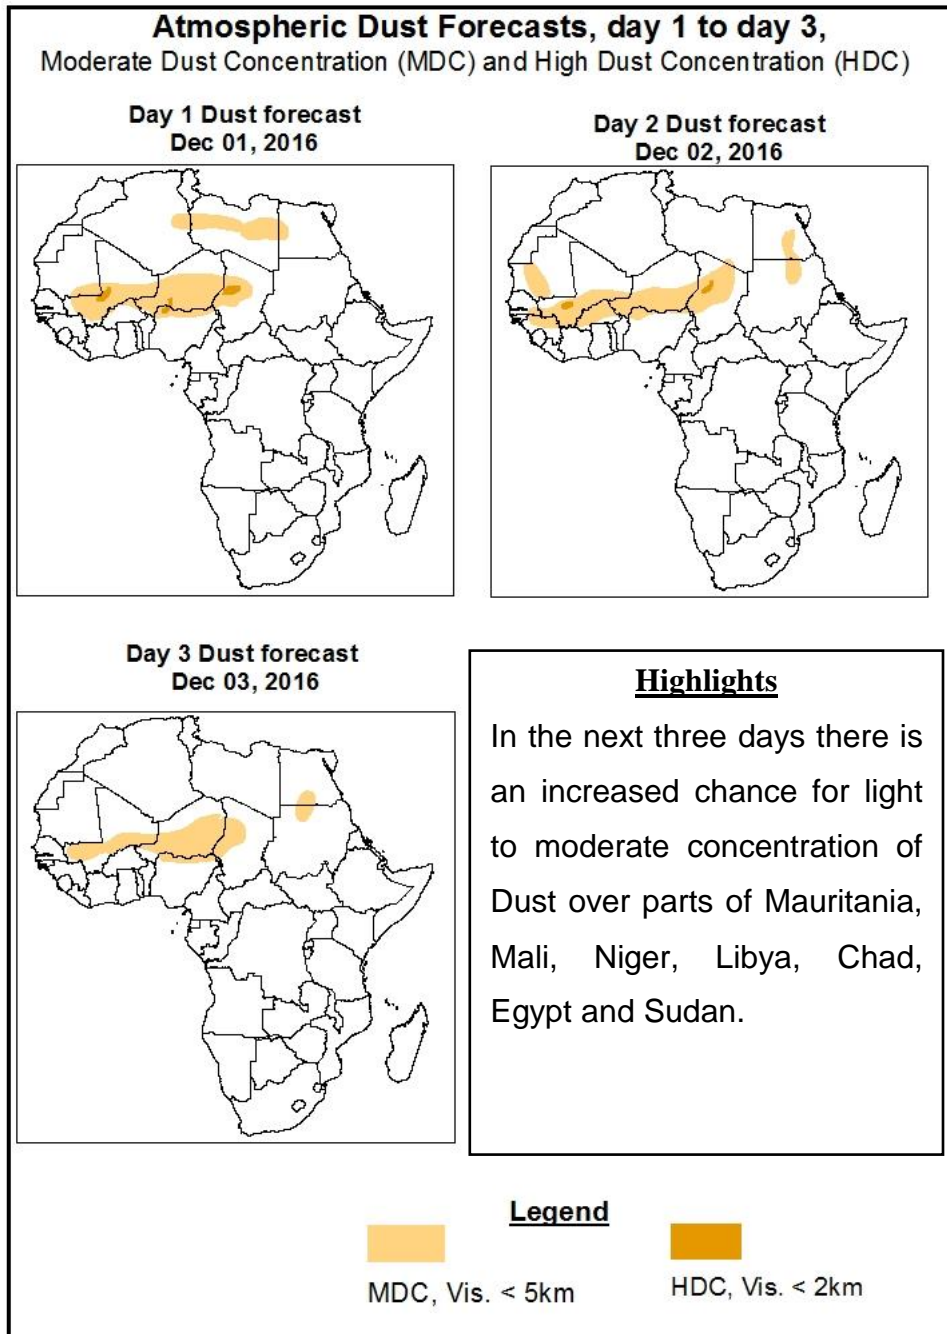 Atmospheric Dust Forecasts, day 1 to day 3,
Moderate Dust Concentration (MDC) and High Dust Concentration (HDC)
Day 1 Dust forecast
Dec 01, 2016
Day 2 Dust forecast
Dec 02, 2016
Day 3 Dust forecast
Dec 03, 2016
Highlights
In the next three days there is
an increased chance for light
to moderate concentration of
Dust over parts of Mauritania,
Mali, Niger, Libya, Chad,
Egypt and Sudan.
Legend
MDC, Vis. < 5km
HDC, Vis. < 2km